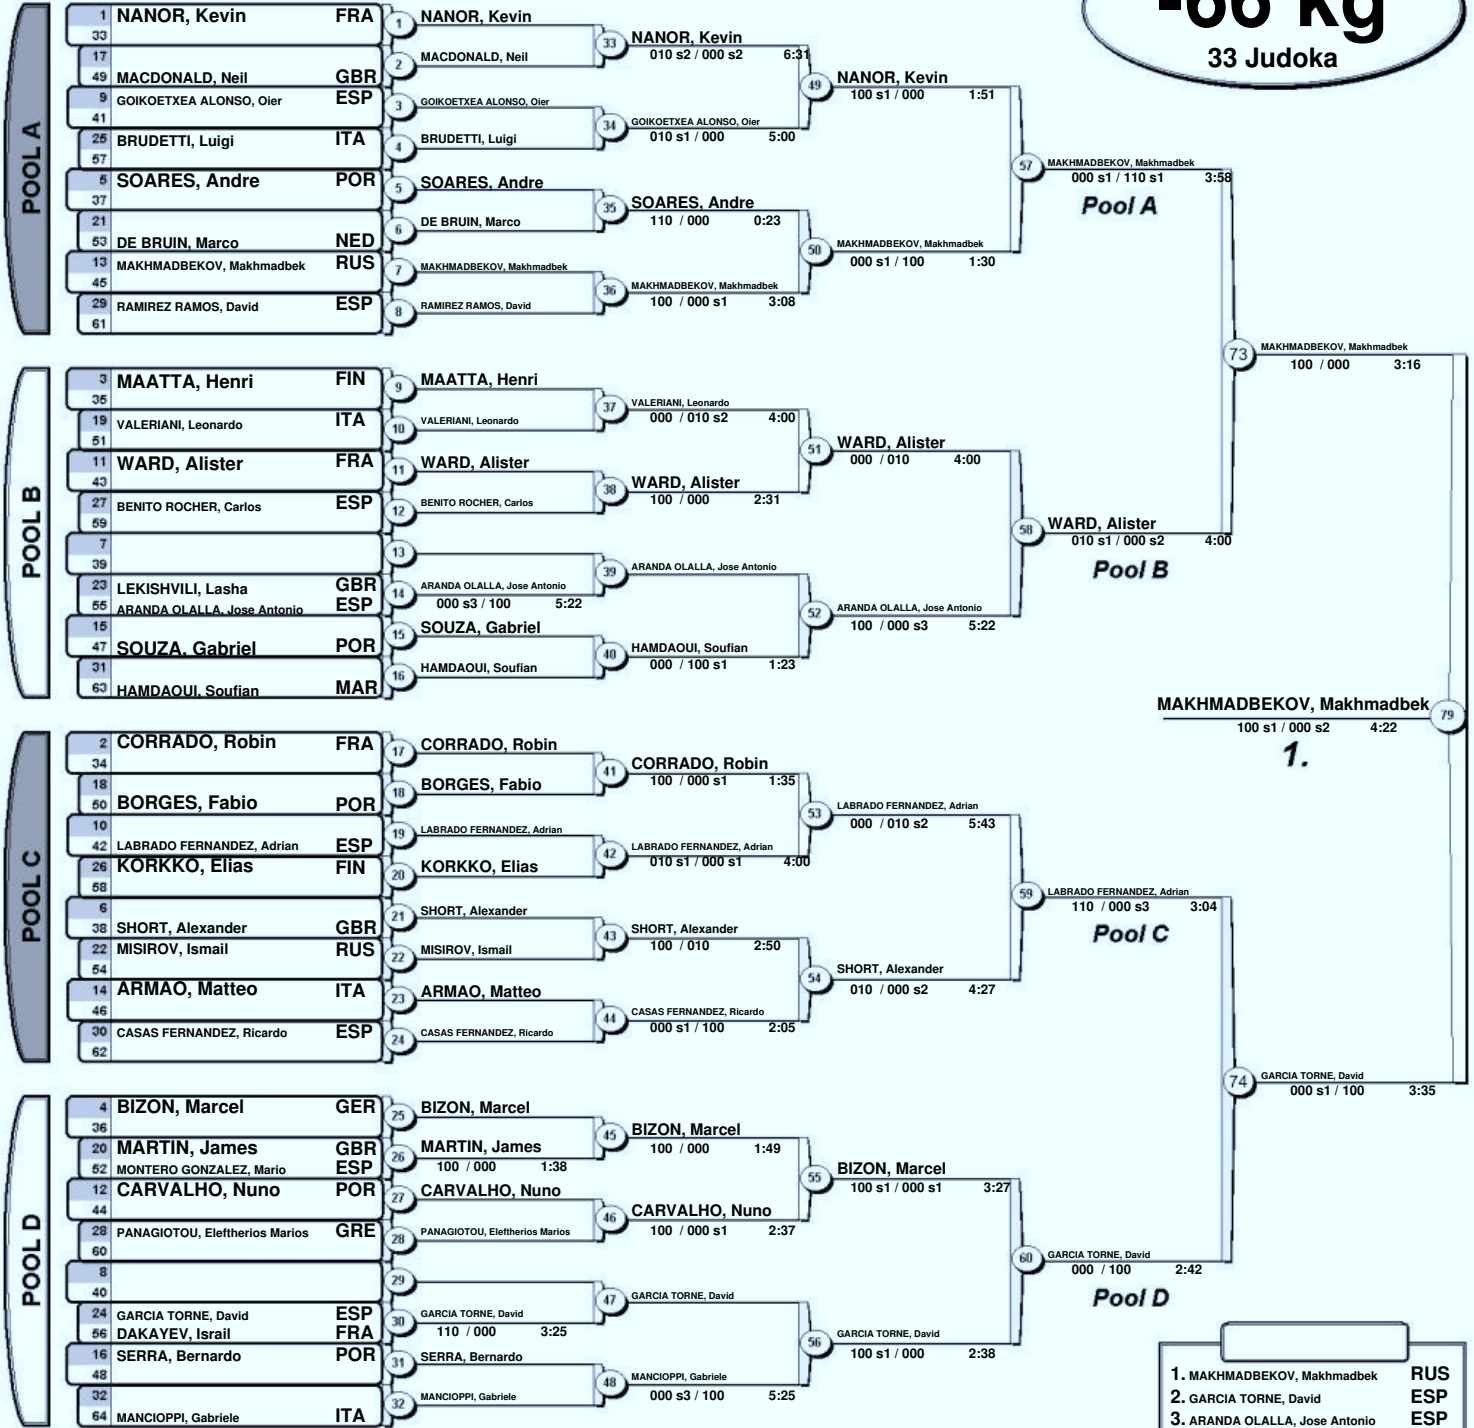 -66 kg
33 Judoka
POOL A
1 NANOR, Kevin FRA
33
17
49 MACDONALD, Neil GBR
9 GOIKOETXEA ALONSO, Oier ESP
41
25 BRUDETTI, Luigi ITA
57
5 SOARES, Andre POR
37
21
53 DE BRUIN, Marco NED
13 MAKHMADBEKOV, Makhmadbek RUS
45
29 RAMIREZ RAMOS, David ESP
61
1 NANOR, Kevin
2 MACDONALD, Neil
3 GOIKOETXEA ALONSO, Oier
4 BRUDETTI, Luigi
5 SOARES, Andre
6 DE BRUIN, Marco
7 MAKHMADBEKOV, Makhmadbek
8 RAMIREZ RAMOS, David
33 NANOR, Kevin
010 s2 / 000 s2 6:31
34 GOIKOETXEA ALONSO, Oier
010 s1 / 000 5:00
35 SOARES, Andre
110 / 000 0:23
36 MAKHMADBEKOV, Makhmadbek
100 / 000 s1 3:08
49 NANOR, Kevin
100 s1 / 000 1:51
50 MAKHMADBEKOV, Makhmadbek
000 s1 / 100 1:30
57 MAKHMADBEKOV, Makhmadbek
000 s1 / 110 s1 3:58
Pool A
POOL B
3 MAATTA, Henri FIN
35
19 VALERIANI, Leonardo ITA
51
11 WARD, Alister FRA
43
27 BENITO ROCHER, Carlos ESP
59
7
39
23 LEKISHVILI, Lasha GBR
55 ARANDA OLALLA, Jose Antonio ESP
15
47 SOUZA, Gabriel POR
31
63 HAMDAOUI, Soufian MAR
9 MAATTA, Henri
10 VALERIANI, Leonardo
11 WARD, Alister
12 BENITO ROCHER, Carlos
13
14 ARANDA OLALLA, Jose Antonio
000 s3 / 100 5:22
15 SOUZA, Gabriel
16 HAMDAOUI, Soufian
37 VALERIANI, Leonardo
000 / 010 s2 4:00
38 WARD, Alister
100 / 000 2:31
39 ARANDA OLALLA, Jose Antonio
40 HAMDAOUI, Soufian
000 / 100 s1 1:23
51 WARD, Alister
000 / 010 4:00
52 ARANDA OLALLA, Jose Antonio
100 / 000 s3 5:22
58 WARD, Alister
010 s1 / 000 s2 4:00
Pool B
73 MAKHMADBEKOV, Makhmadbek
100 / 000 3:16
MAKHMADBEKOV, Makhmadbek 79
100 s1 / 000 s2 4:22
1.
POOL C
2 CORRADO, Robin FRA
34
18
50 BORGES, Fabio POR
10
42 LABRADO FERNANDEZ, Adrian ESP
26 KORKKO, Elias FIN
58
6
38 SHORT, Alexander GBR
22 MISIROV, Ismail RUS
54
14 ARMAO, Matteo ITA
46
30 CASAS FERNANDEZ, Ricardo ESP
62
17 CORRADO, Robin
18 BORGES, Fabio
19 LABRADO FERNANDEZ, Adrian
20 KORKKO, Elias
21 SHORT, Alexander
22 MISIROV, Ismail
23 ARMAO, Matteo
24 CASAS FERNANDEZ, Ricardo
41 CORRADO, Robin
100 / 000 s1 1:35
42 LABRADO FERNANDEZ, Adrian
010 s1 / 000 s1 4:00
43 SHORT, Alexander
100 / 010 2:50
44 CASAS FERNANDEZ, Ricardo
000 s1 / 100 2:05
53 LABRADO FERNANDEZ, Adrian
000 / 010 s2 5:43
54 SHORT, Alexander
010 / 000 s2 4:27
59 LABRADO FERNANDEZ, Adrian
110 / 000 s3 3:04
Pool C
POOL D
4 BIZON, Marcel GER
36
20 MARTIN, James GBR
52 MONTERO GONZALEZ, Mario ESP
12 CARVALHO, Nuno POR
44
28 PANAGIOTOU, Eleftherios Marios GRE
60
8
40
24 GARCIA TORNE, David ESP
56 DAKAYEV, Israil FRA
16 SERRA, Bernardo POR
48
32
64 MANCIOPPI, Gabriele ITA
25 BIZON, Marcel
26 MARTIN, James
100 / 000 1:38
27 CARVALHO, Nuno
28 PANAGIOTOU, Eleftherios Marios
29
30 GARCIA TORNE, David
110 / 000 3:25
31 SERRA, Bernardo
32 MANCIOPPI, Gabriele
45 BIZON, Marcel
100 / 000 1:49
46 CARVALHO, Nuno
100 / 000 s1 2:37
47 GARCIA TORNE, David
48 MANCIOPPI, Gabriele
000 s3 / 100 5:25
55 BIZON, Marcel
100 s1 / 000 s1 3:27
56 GARCIA TORNE, David
100 s1 / 000 2:38
60 GARCIA TORNE, David
000 / 100 2:42
Pool D
74 GARCIA TORNE, David
000 s1 / 100 3:35
1. MAKHMADBEKOV, Makhmadbek RUS
2. GARCIA TORNE, David ESP
3. ARANDA OLALLA, Jose Antonio ESP